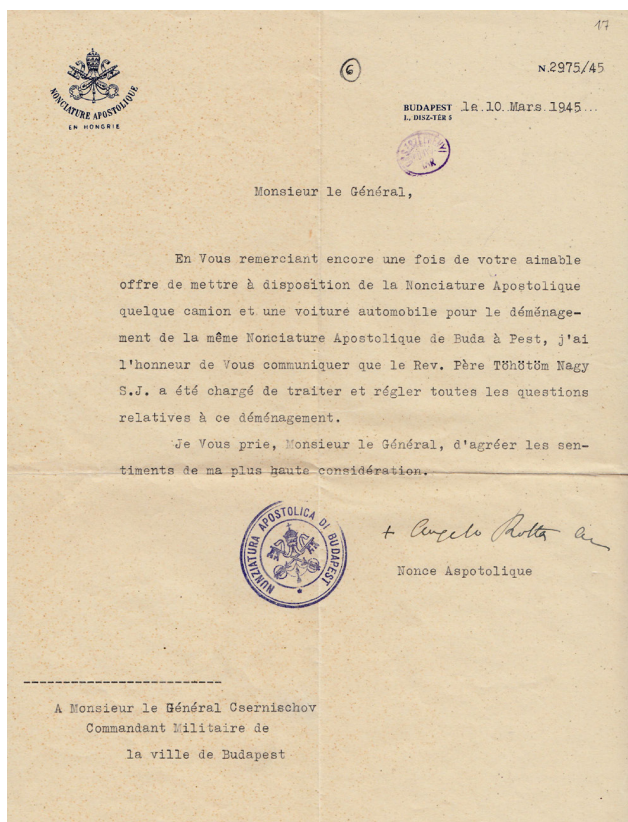 17
NONCIATURE APOSTOLIQUE
EN HONGRIE
6
N.2975/45
BUDAPEST le 10 Mars 1945...
I., DISZ-TÉR 5
Monsieur le Général,
En Vous remerciant encore une fois de votre aimable
offre de mettre à disposition de la Nonciature Apostolique
quelque camion et une voiture automobile pour le déménage-
ment de la même Nonciature Apostolique de Buda à Pest, j'ai
l'honneur de Vous communiquer que le Rev. Père Töhötöm Nagy
S.J. a été chargé de traiter et régler toutes les questions
relatives à ce déménagement.
Je Vous prie, Monsieur le Général, d'agréer les sen-
timents de ma plus haute considération.
NUNZIATURA APOSTOLICA DI BUDAPEST
+ Angelo Rotta
Nonce Aspotolique
A Monsieur le Général Csernischov
Commandant Militaire de
la ville de Budapest